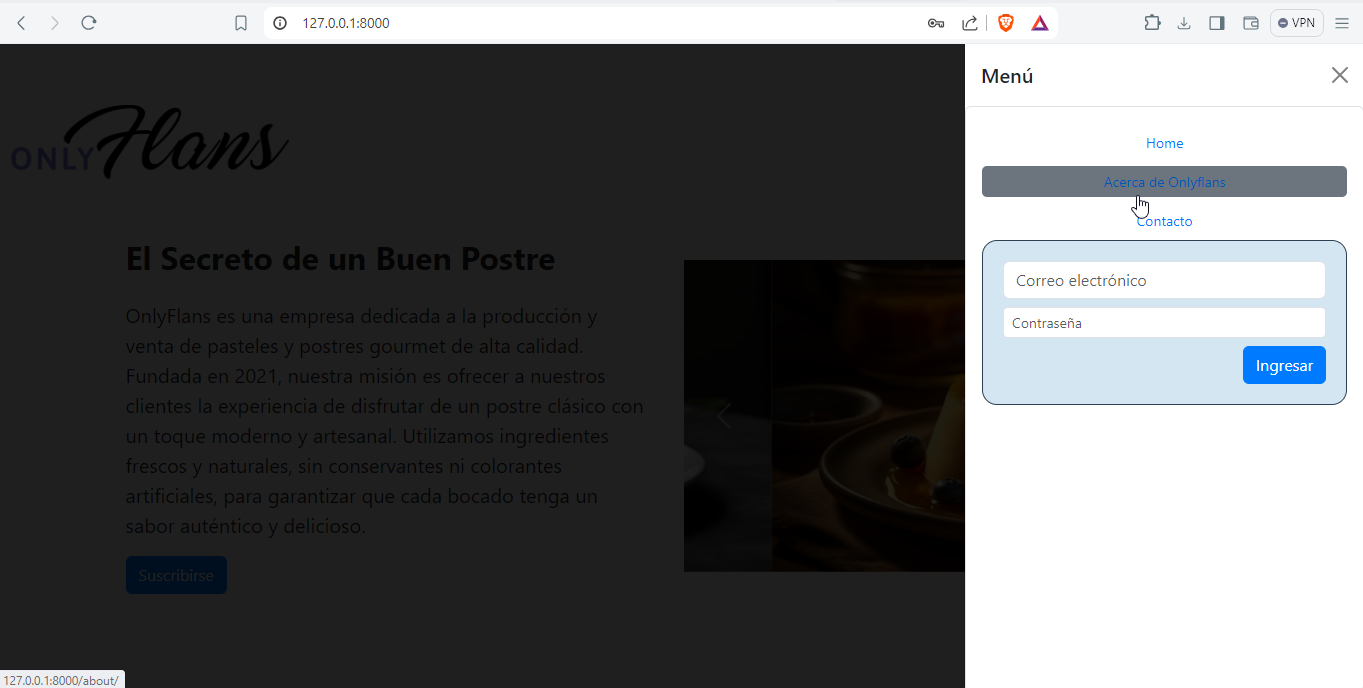 127.0.0.1:8000
VPN
ONLYFlans
El Secreto de un Buen Postre
OnlyFlans es una empresa dedicada a la producción y
venta de pasteles y postres gourmet de alta calidad.
Fundada en 2021, nuestra misión es ofrecer a nuestros
clientes la experiencia de disfrutar de un postre clásico con
un toque moderno y artesanal. Utilizamos ingredientes
frescos y naturales, sin conservantes ni colorantes
artificiales, para garantizar que cada bocado tenga un
sabor auténtico y delicioso.
Suscribirse
Menú
Home
Acerca de Onlyflans
Contacto
Correo electrónico
Contraseña
Ingresar
127.0.0.1:8000/about/